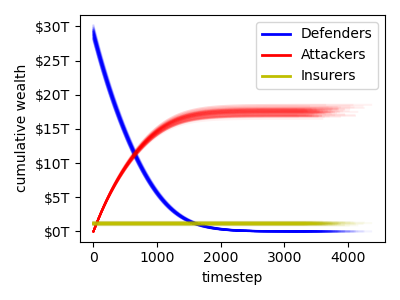 $30T
$25T
$20T
$15T
$10T
$5T
$0T
cumulative wealth
Defenders
Attackers
Insurers
0 1000 2000 3000 4000
timestep